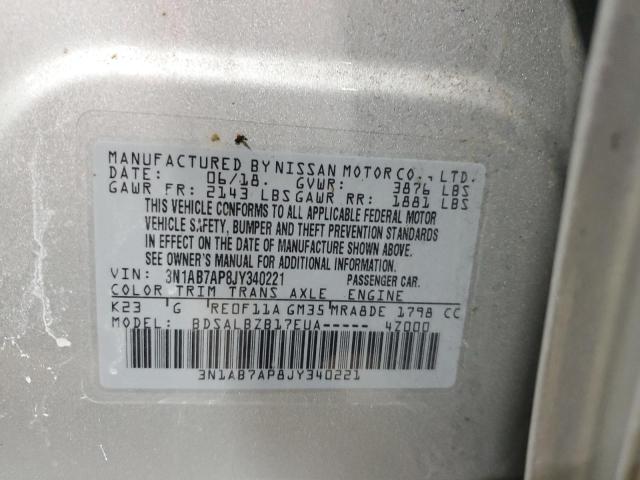 MANUFACTURED BY NISSAN MOTOR CO., LTD.
DATE: 06/18. GVWR: 3876 LBS
GAWR FR: 2143 LBS GAWR RR: 1881 LBS
THIS VEHICLE CONFORMS TO ALL APPLICABLE FEDERAL MOTOR
VEHICLE SAFETY, BUMPER AND THEFT PREVENTION STANDARDS
IN EFFECT ON THE DATE OF MANUFACTURE SHOWN ABOVE.
SEE OWNER'S MANUAL FOR ADDITIONAL INFORMATION.
VIN: 3N1AB7AP8JY340221 PASSENGER CAR.
COLOR TRIM TRANS AXLE ENGINE
K23 G RE0F11A GM35 MRA8DE 1798 CC
MODEL: BDSALBZB17EUA----- 4Z000
3N1AB7AP8JY340221